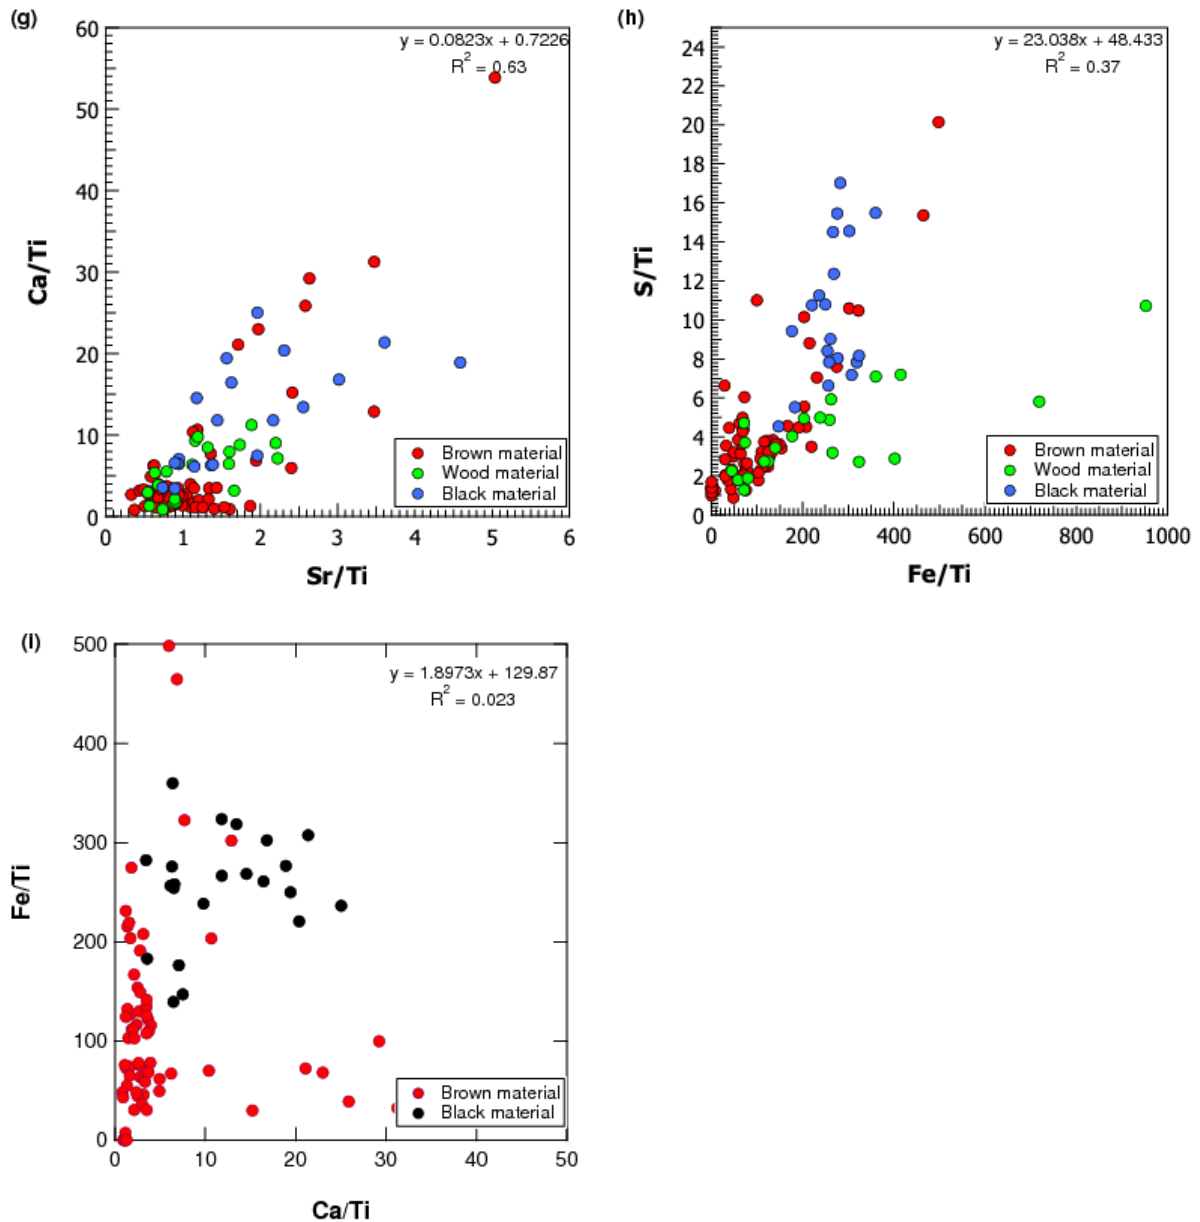 (g)
y = 0.0823x + 0.7226
R2 = 0.63
60
50
40
30
20
10
0
Ca/Ti
Brown material
Wood material
Black material
0 1 2 3 4 5 6
Sr/Ti
(h)
y = 23.038x + 48.433
R2 = 0.37
24
22
20
18
16
14
12
10
8
6
4
2
0
S/Ti
Brown material
Wood material
Black material
0 200 400 600 800 1000
Fe/Ti
(i)
y = 1.8973x + 129.87
R2 = 0.023
500
400
300
200
100
0
Fe/Ti
Brown material
Black material
0 10 20 30 40 50
Ca/Ti